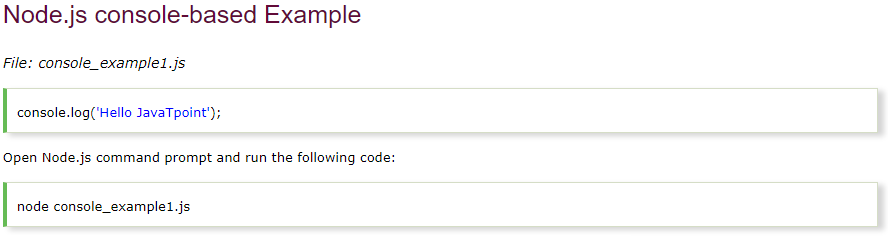 Node.js console-based Example
File: console_example1.js
console.log('Hello JavaTpoint');
Open Node.js command prompt and run the following code:
node console_example1.js